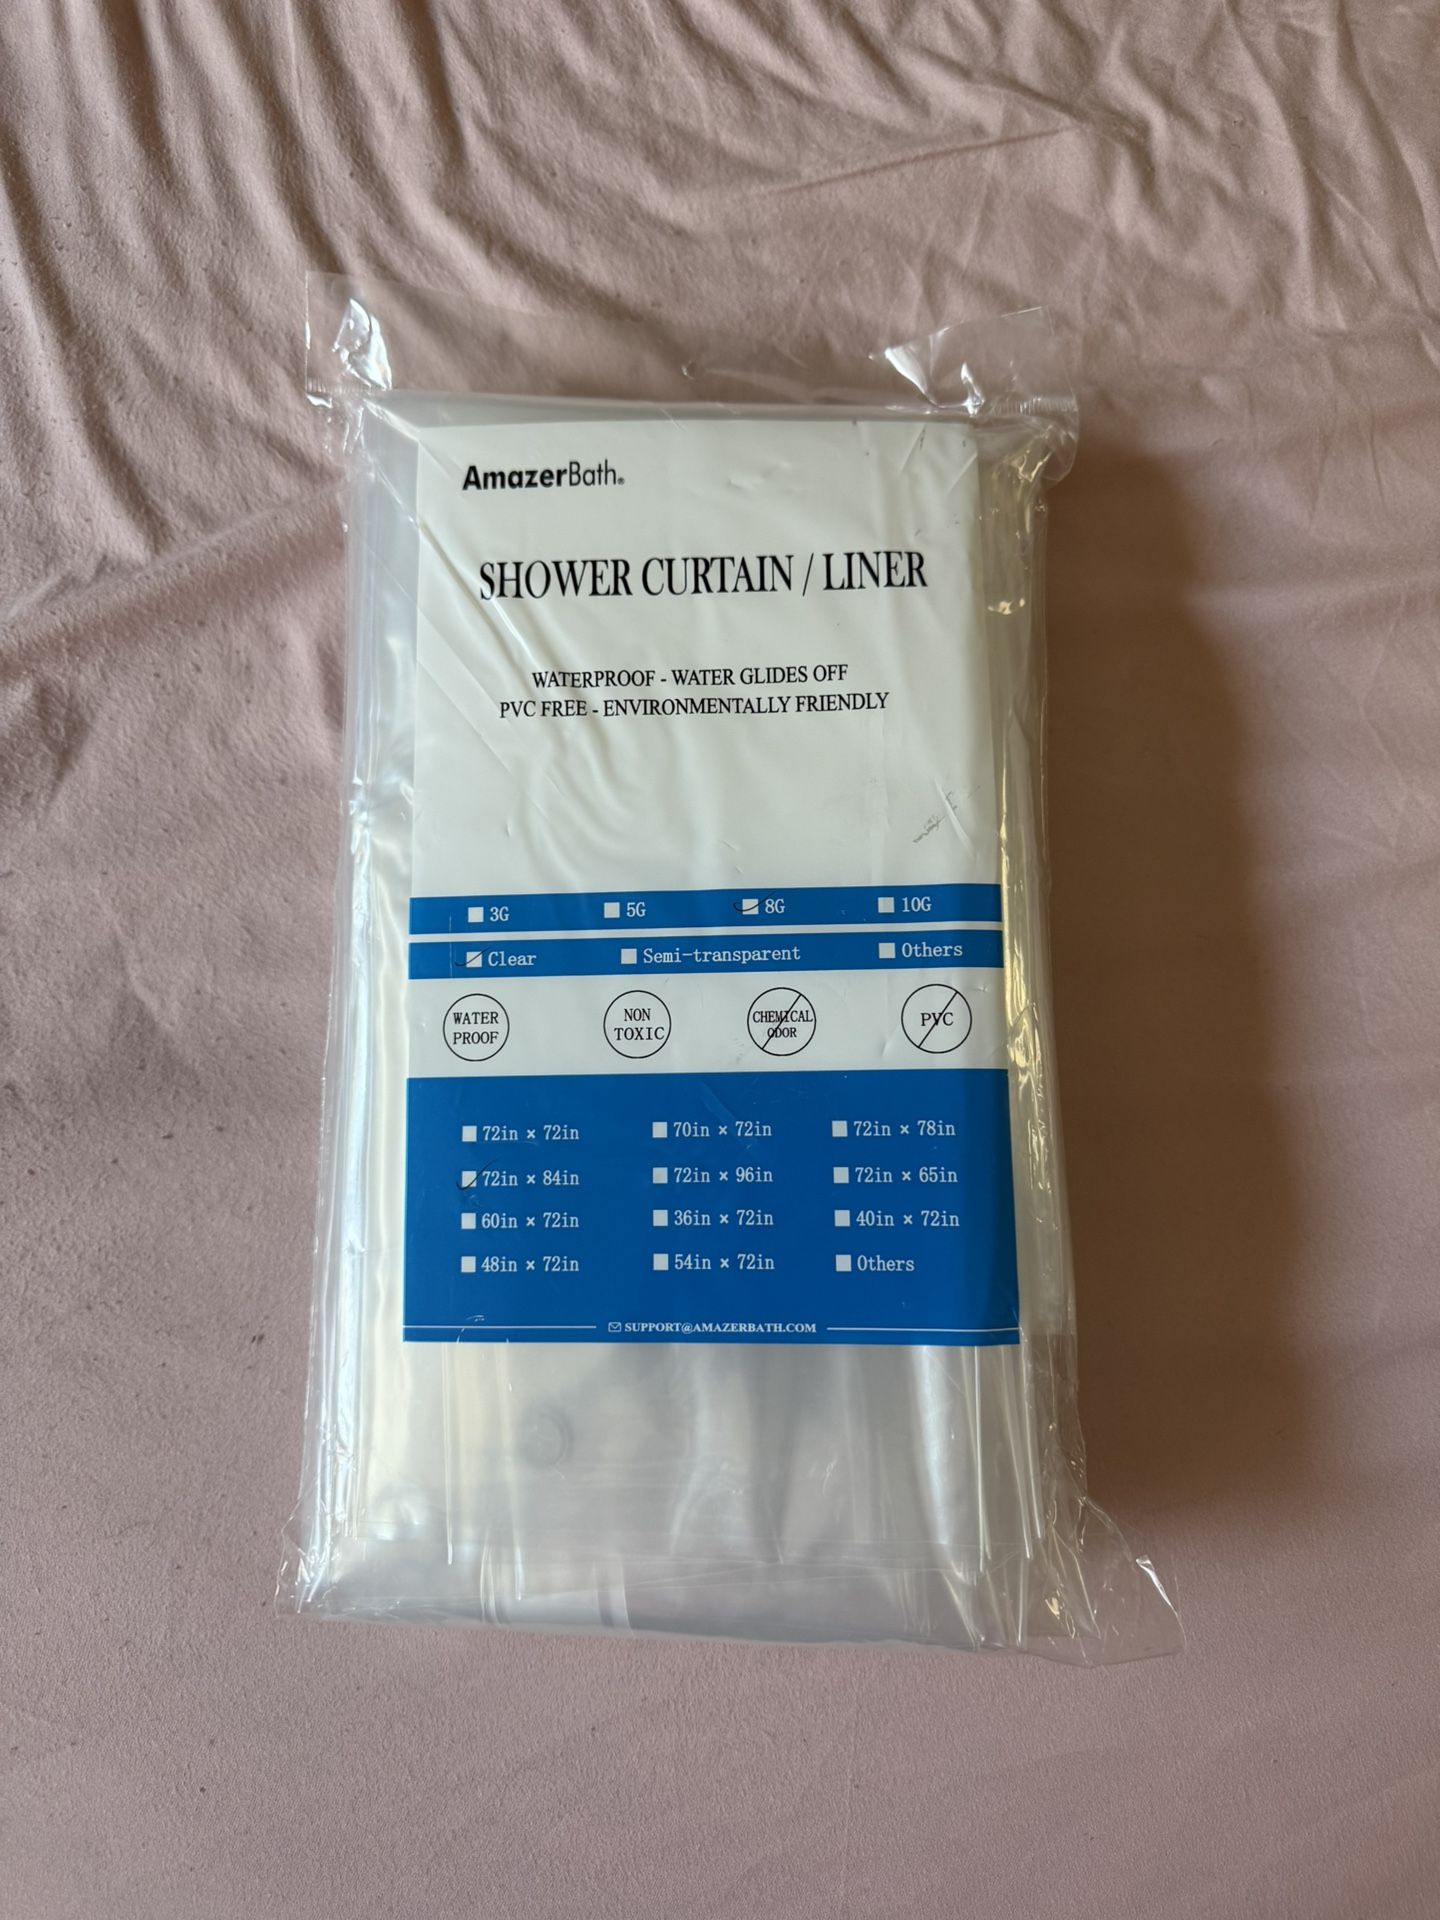 AmazerBath®
SHOWER CURTAIN / LINER
WATERPROOF - WATER GLIDES OFF
PVC FREE - ENVIRONMENTALLY FRIENDLY
3G 5G 8G 10G
Clear Semi-transparent Others
WATER PROOF NON TOXIC CHEMICAL ODOR PVC
72in × 72in 70in × 72in 72in × 78in
72in × 84in 72in × 96in 72in × 65in
60in × 72in 36in × 72in 40in × 72in
48in × 72in 54in × 72in Others
SUPPORT@AMAZERBATH.COM